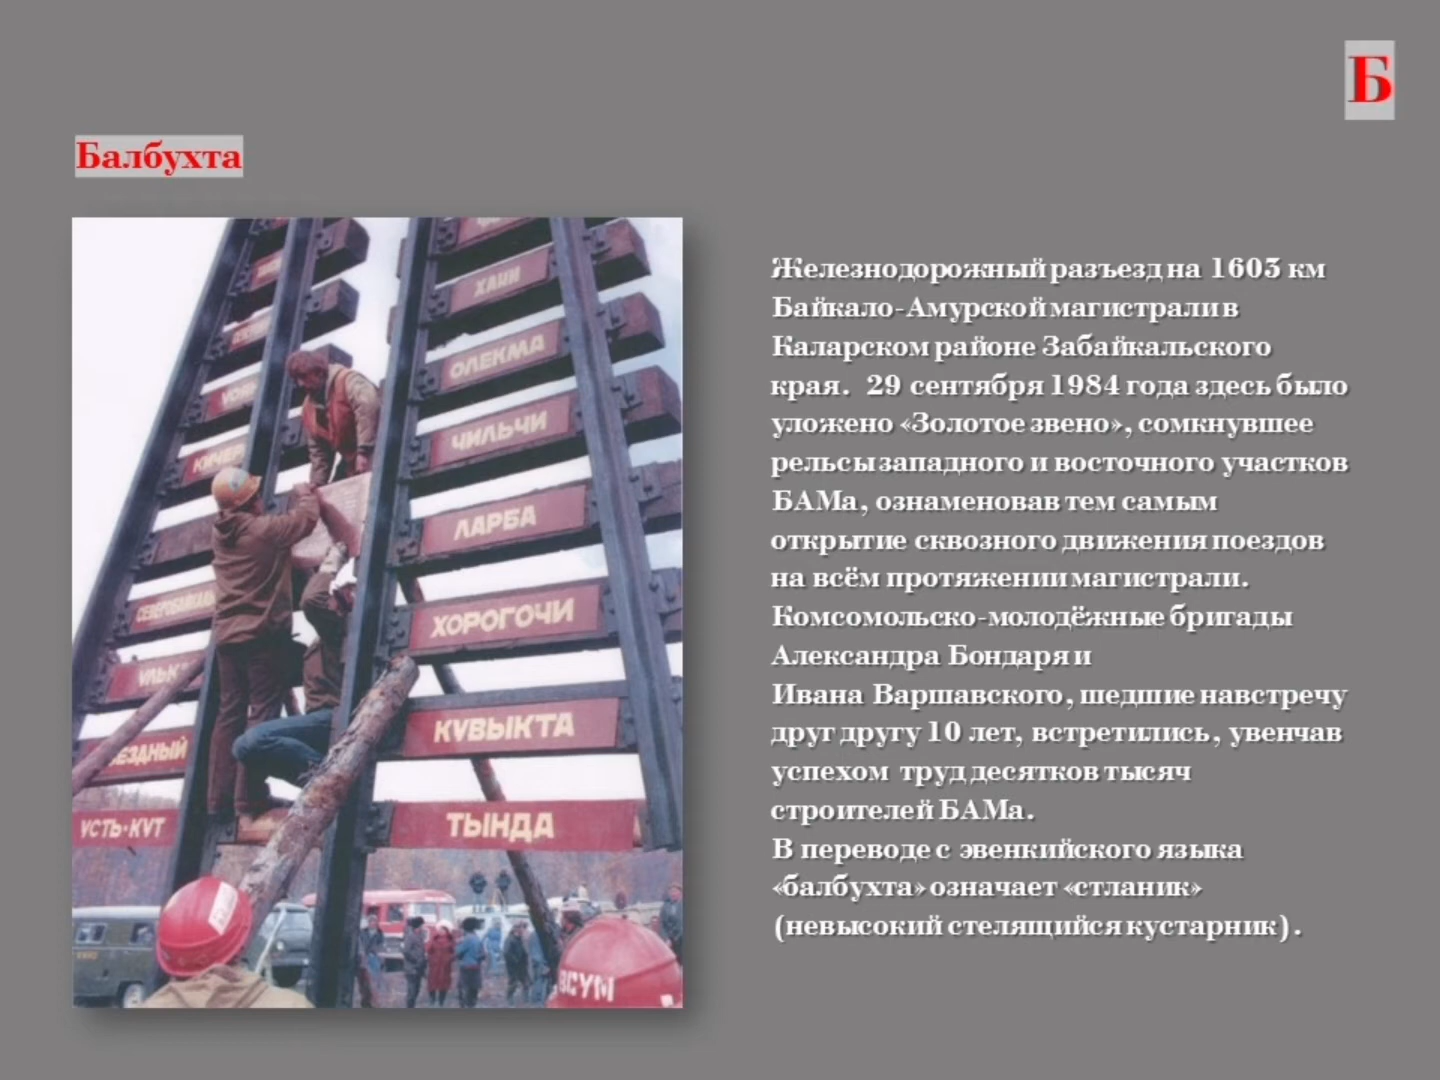 Б
Балбухта
Железнодорожный разъезд на 1603 км
Байкало-Амурской магистрали в
Каларском районе Забайкальского
края. 29 сентября 1984 года здесь было
уложено «Золотое звено», сомкнувшее
рельсы западного и восточного участков
БАМа, ознаменовав тем самым
открытие сквозного движения поездов
на всём протяжении магистрали.
Комсомольско-молодёжные бригады
Александра Бондаря и
Ивана Варшавского, шедшие навстречу
друг другу 10 лет, встретились, увенчав
успехом труд десятков тысяч
строителей БАМа.
В переводе с эвенкийского языка
«балбухта» означает «стланик»
(невысокий стелящийся кустарник).
ХАНИ
ОЛЕКМА
ЧИЛЬЧИ
ЛАРБА
ХОРОГОЧИ
КУВЫКТА
ТЫНДА
УСТЬ-КУТ